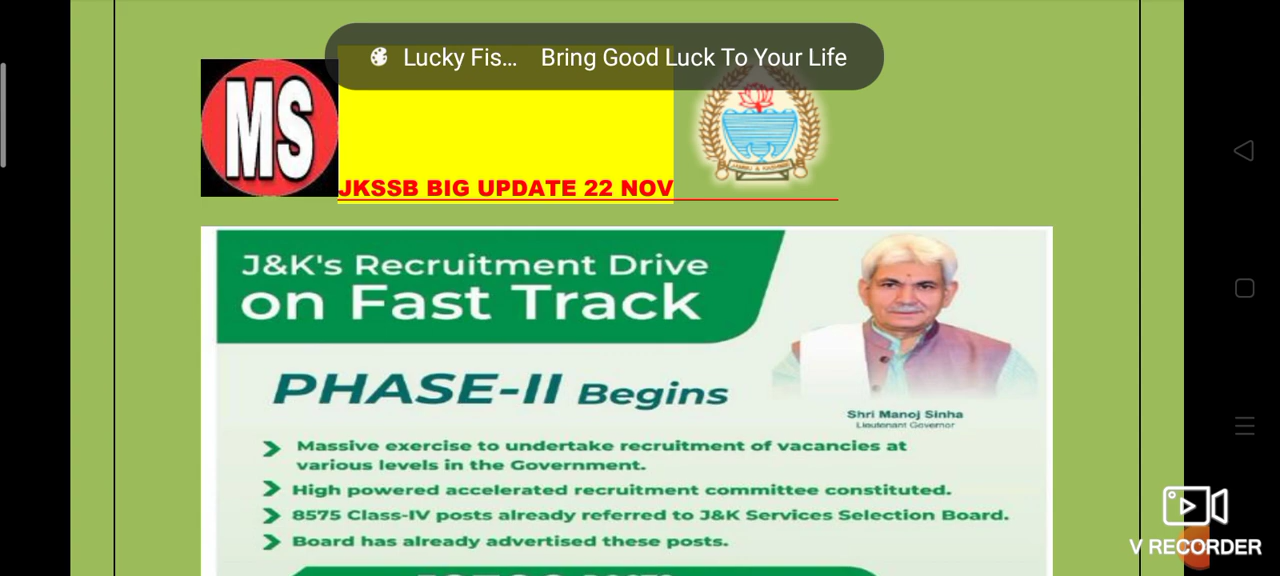 Lucky Fis... Bring Good Luck To Your Life
MS
JKSSB BIG UPDATE 22 NOV
JAMMU & KASHMIR
J&K's Recruitment Drive
on Fast Track
PHASE-II Begins
Shri Manoj Sinha
Lieutenant Governor
Massive exercise to undertake recruitment of vacancies at
various levels in the Government.
High powered accelerated recruitment committee constituted.
8575 Class-IV posts already referred to J&K Services Selection Board.
Board has already advertised these posts.
V RECORDER